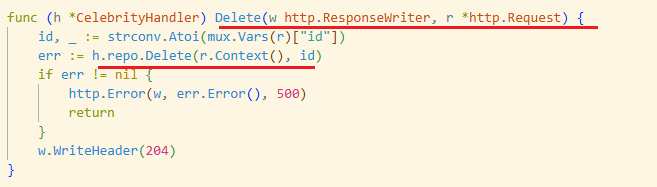 func (h *CelebrityHandler) Delete(w http.ResponseWriter, r *http.Request) {
    id, _ := strconv.Atoi(mux.Vars(r)["id"])
    err := h.repo.Delete(r.Context(), id)
    if err != nil {
        http.Error(w, err.Error(), 500)
        return
    }
    w.WriteHeader(204)
}